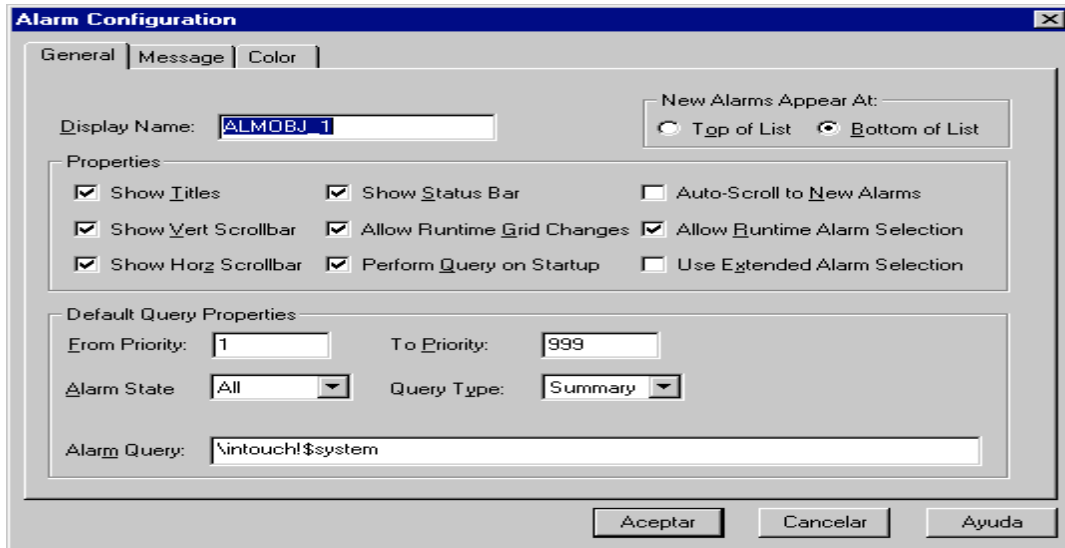 Alarm Configuration
General Message Color
New Alarms Appear At:
Display Name: ALMOBJ_1
Top of List Bottom of List
Properties
Show Titles Show Status Bar Auto-Scroll to New Alarms
Show Vert Scrollbar Allow Runtime Grid Changes Allow Runtime Alarm Selection
Show Horz Scrollbar Perform Query on Startup Use Extended Alarm Selection
Default Query Properties
From Priority: 1 To Priority: 999
Alarm State All Query Type: Summary
Alarm Query: \intouch!$system
Aceptar Cancelar Ayuda